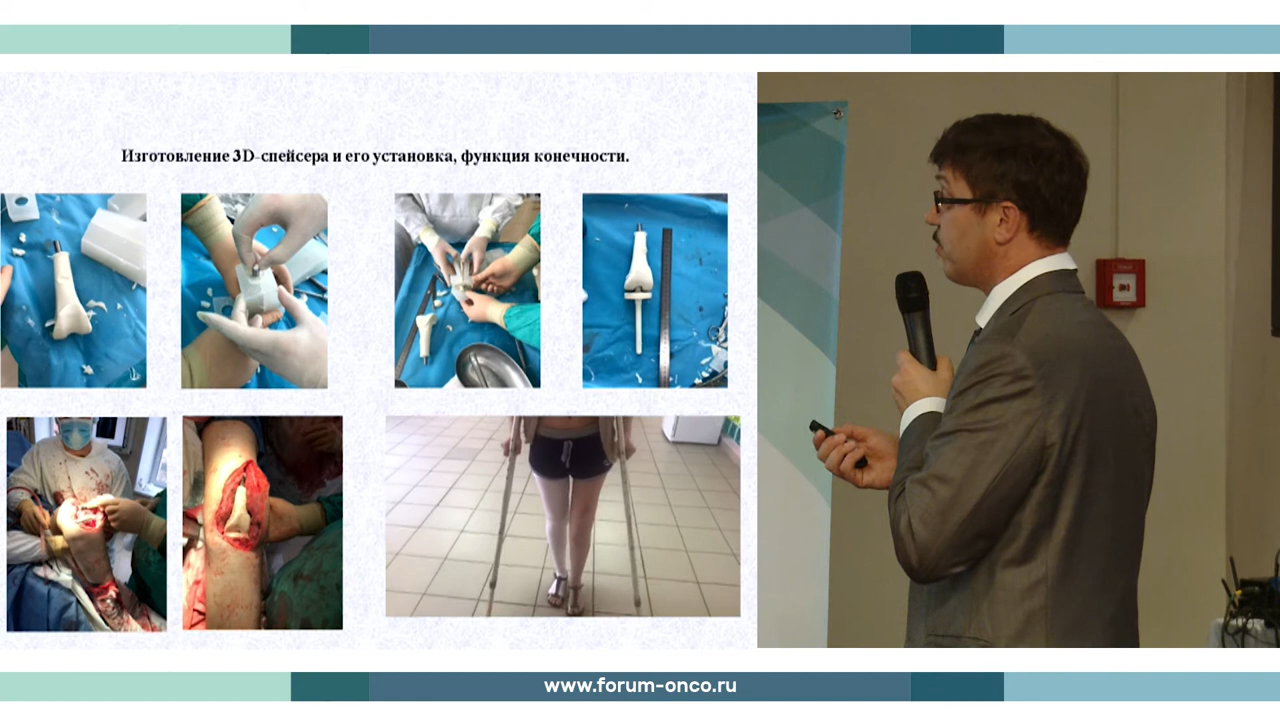 Изготовление 3D-спейсера и его установка, функция конечности.
www.forum-onco.ru